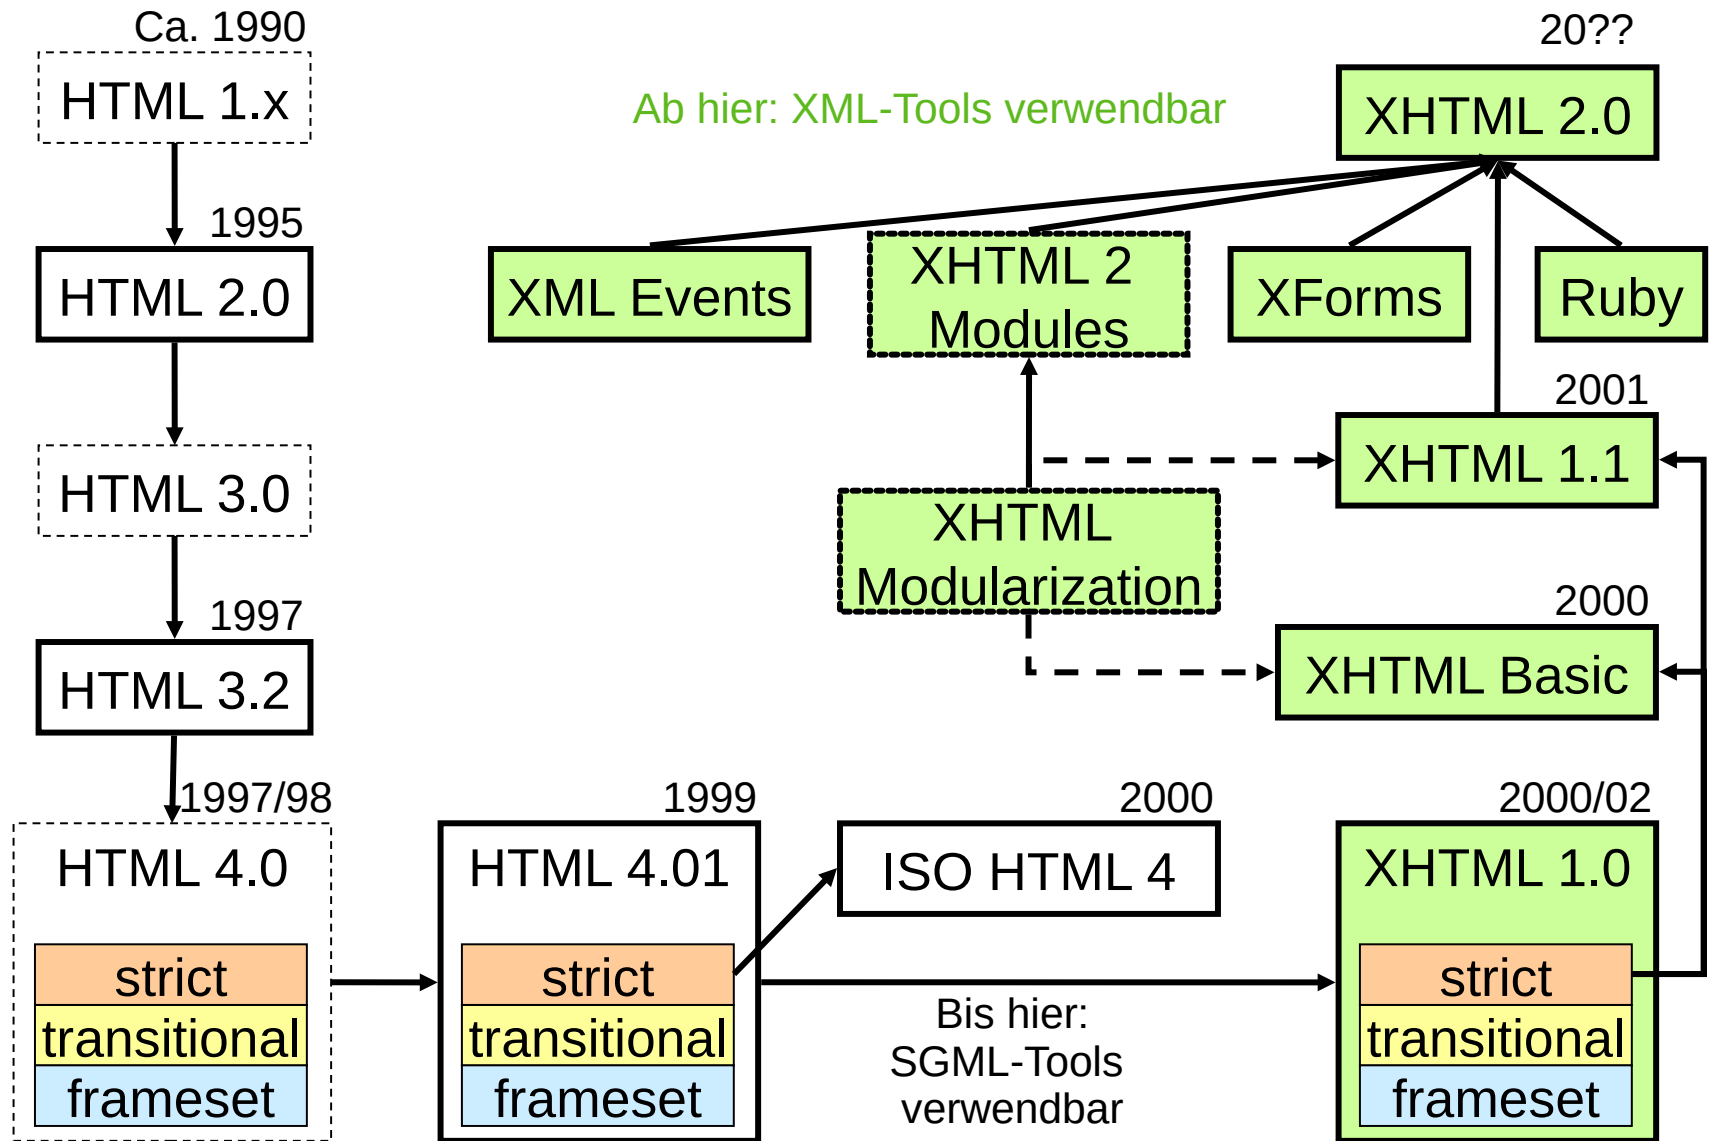 Ca. 1990
HTML 1.x
1995
HTML 2.0
HTML 3.0
1997
HTML 3.2
1997/98
HTML 4.0
strict
transitional
frameset
1999
HTML 4.01
strict
transitional
frameset
2000
ISO HTML 4
Bis hier:
SGML-Tools
verwendbar
2000/02
XHTML 1.0
strict
transitional
frameset
2000
XHTML Basic
2001
XHTML 1.1
XHTML
Modularization
XHTML 2
Modules
XML Events
XForms
Ruby
20??
XHTML 2.0
Ab hier: XML-Tools verwendbar